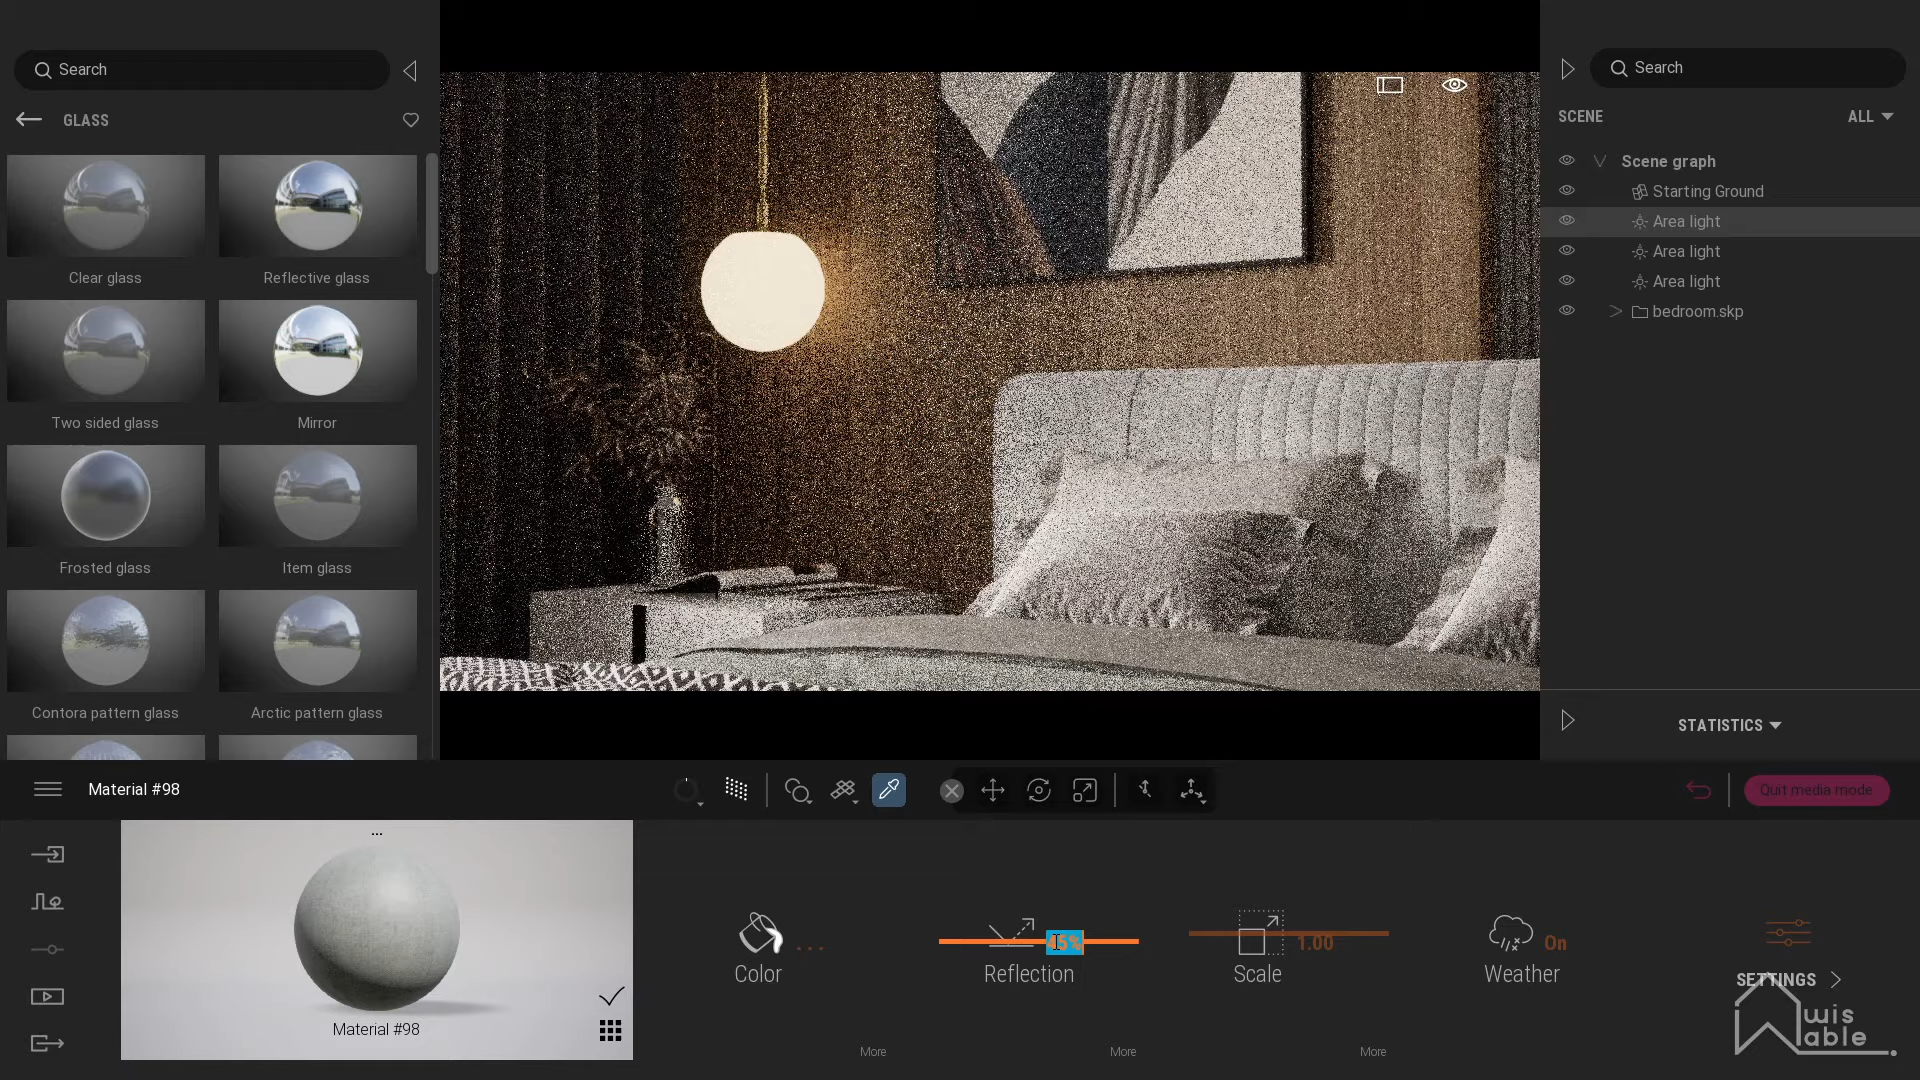 Search
GLASS
Clear glass
Reflective glass
Two sided glass
Mirror
Frosted glass
Item glass
Contora pattern glass
Arctic pattern glass
Search
SCENE
ALL
Scene graph
Starting Ground
Area light
Area light
Area light
bedroom.skp
STATISTICS
Material #98
Quit media mode
...
Material #98
Color
...
45%
Reflection
1.00
Scale
On
Weather
SETTINGS
More
More
More
wis
able